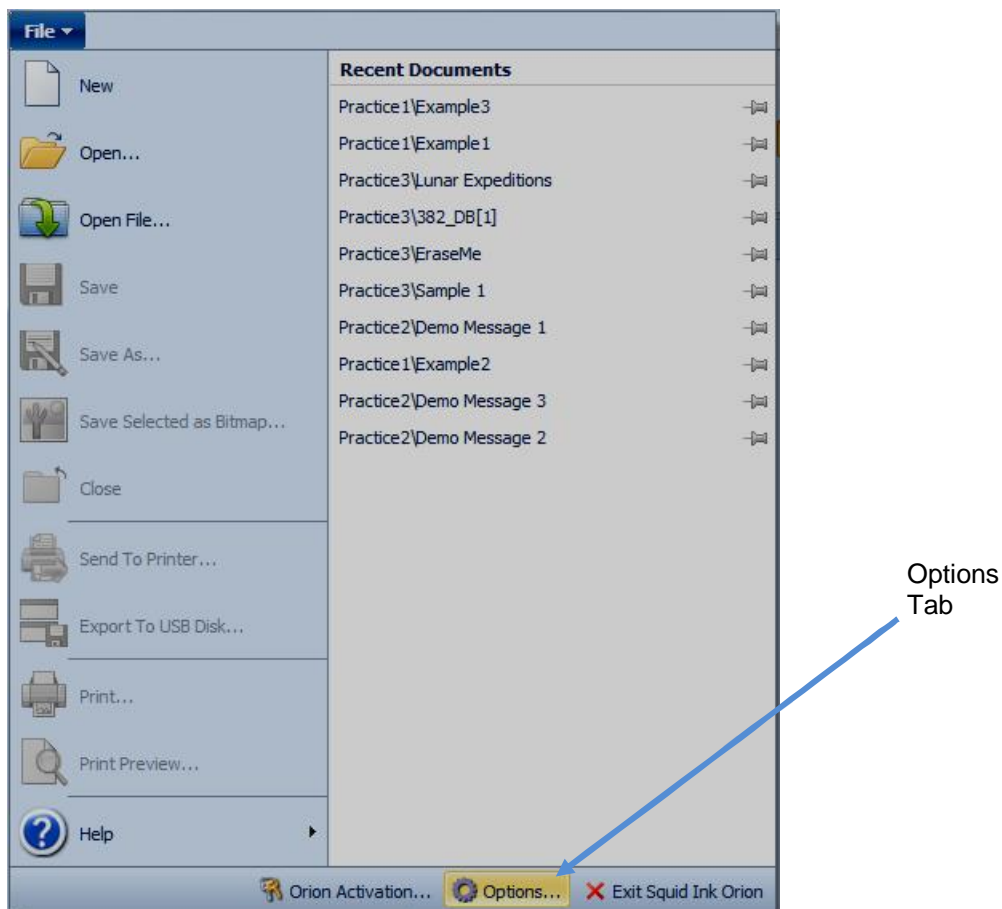 File
New
Open...
Open File...
Save
Save As...
Save Selected as Bitmap...
Close
Send To Printer...
Export To USB Disk...
Print...
Print Preview...
Help
Recent Documents
Practice1\Example3
Practice1\Example1
Practice3\Lunar Expeditions
Practice3\382_DB[1]
Practice3\EraseMe
Practice3\Sample 1
Practice2\Demo Message 1
Practice1\Example2
Practice2\Demo Message 3
Practice2\Demo Message 2
Options
Tab
Orion Activation... Options... Exit Squid Ink Orion